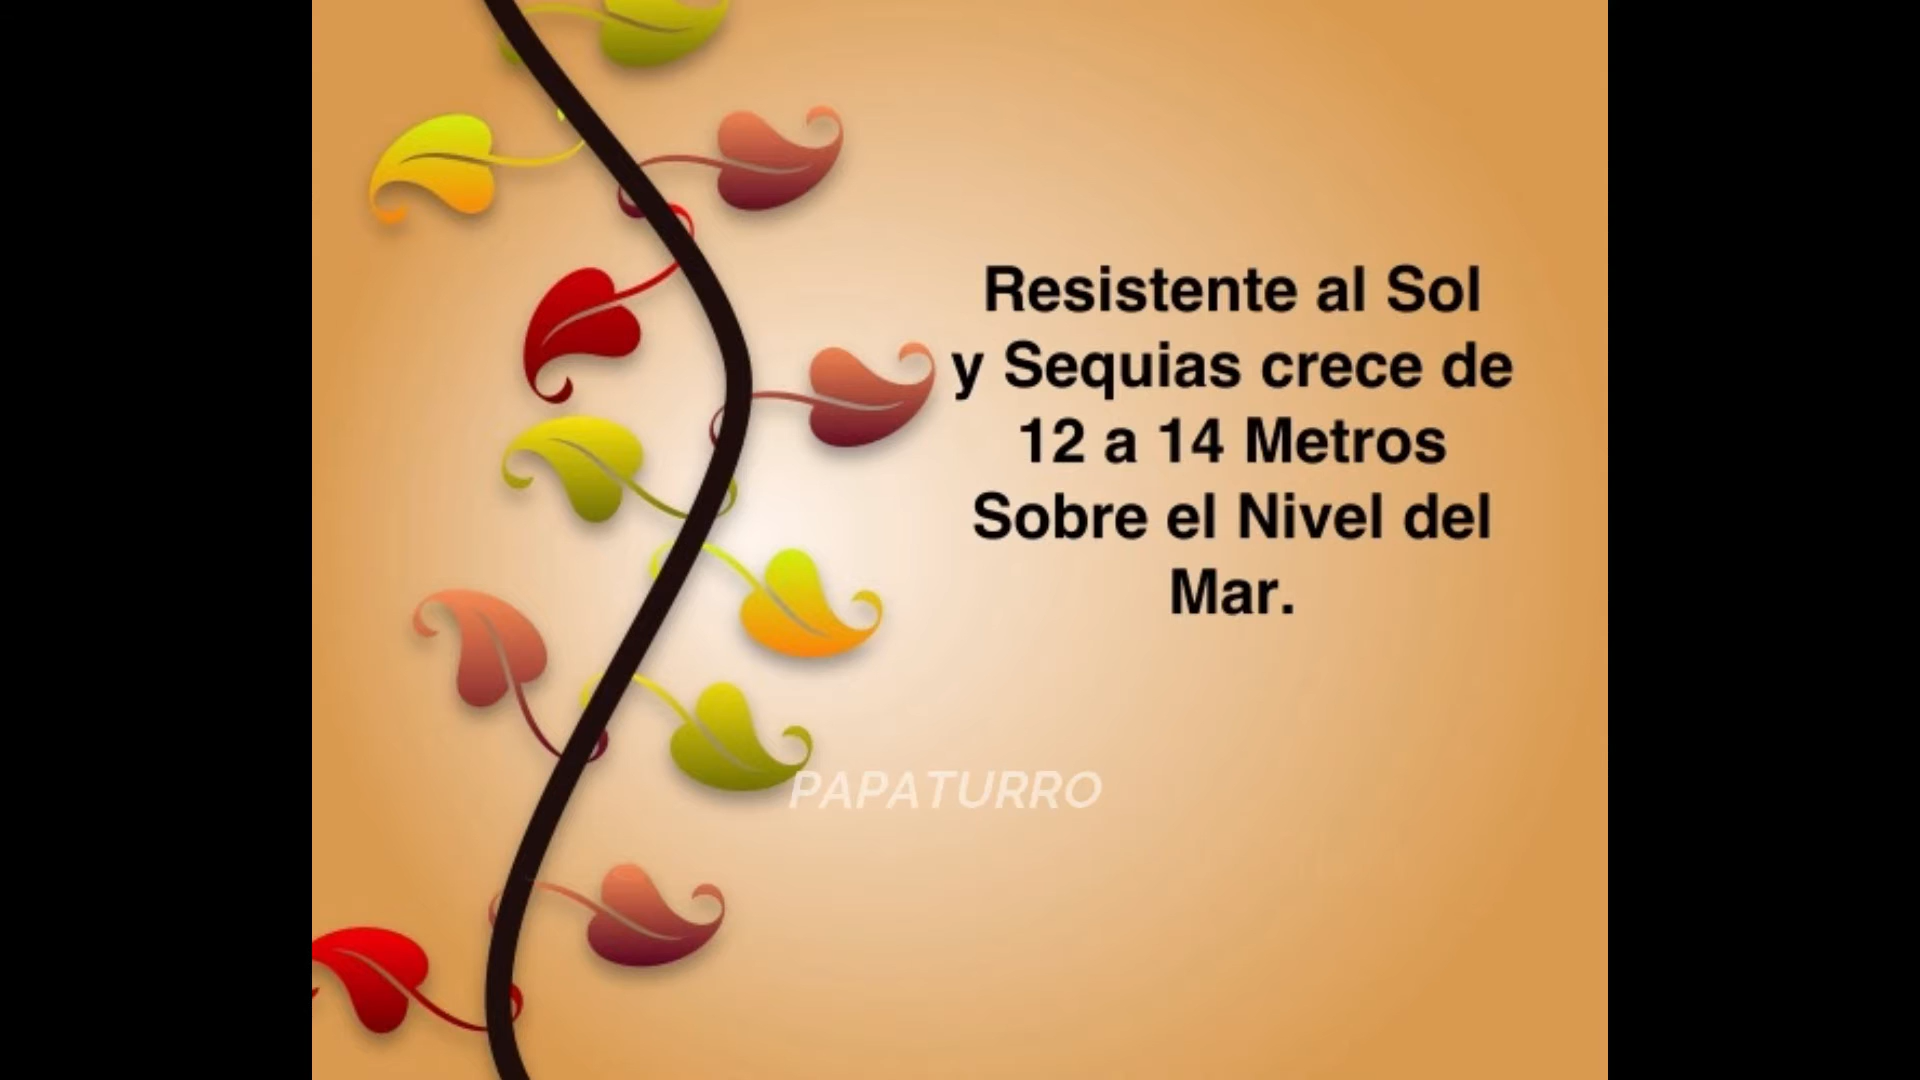 Resistente al Sol
y Sequias crece de
12 a 14 Metros
Sobre el Nivel del
Mar.
PAPATURRO